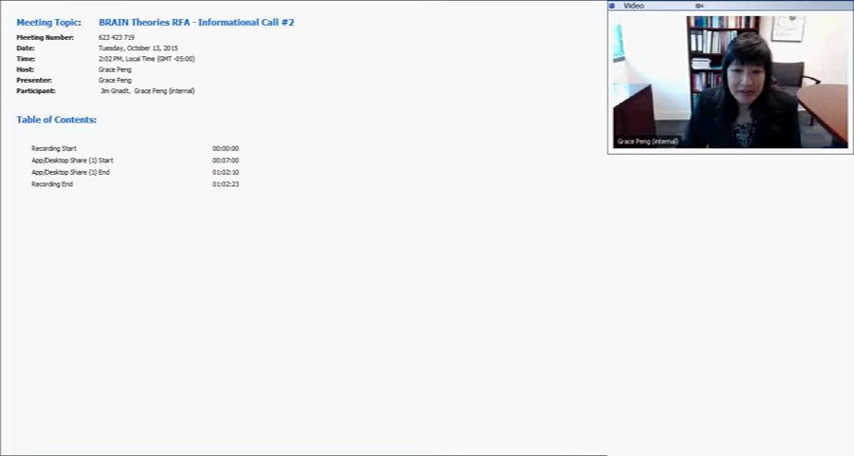 Meeting Topic: BRAIN Theories RFA - Informational Call #2
Meeting Number: 623 423 719
Date: Tuesday, October 13, 2015
Time: 2:02 PM, Local Time (GMT -05:00)
Host: Grace Peng
Presenter: Grace Peng
Participant: Jim Gnadt, Grace Peng (internal)
Table of Contents:
Recording Start 00:00:00
App/Desktop Share (1) Start 00:07:00
App/Desktop Share (1) End 01:02:10
Recording End 01:02:23
Video
Grace Peng (internal)